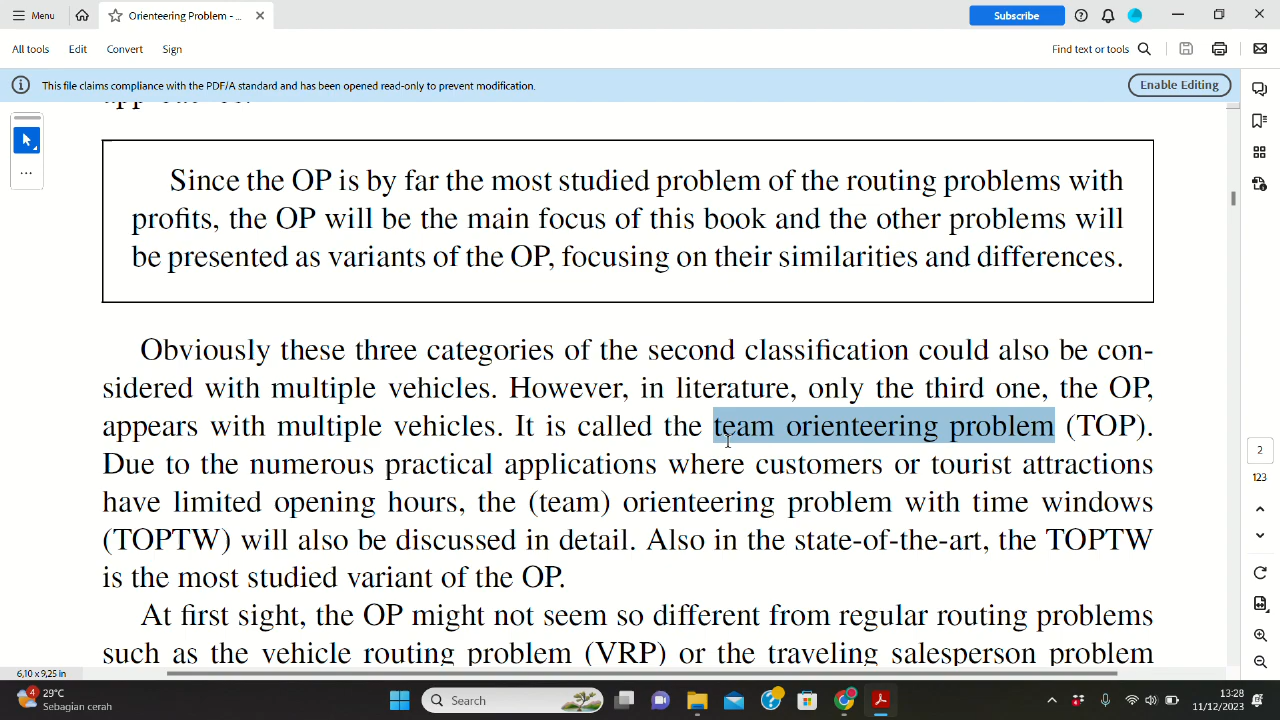 Menu
Orienteering Problem - ...
Subscribe
All tools Edit Convert Sign
Find text or tools
This file claims compliance with the PDF/A standard and has been opened read-only to prevent modification.
Enable Editing
Since the OP is by far the most studied problem of the routing problems with
profits, the OP will be the main focus of this book and the other problems will
be presented as variants of the OP, focusing on their similarities and differences.
Obviously these three categories of the second classification could also be con-
sidered with multiple vehicles. However, in literature, only the third one, the OP,
appears with multiple vehicles. It is called the team orienteering problem (TOP).
Due to the numerous practical applications where customers or tourist attractions
have limited opening hours, the (team) orienteering problem with time windows
(TOPTW) will also be discussed in detail. Also in the state-of-the-art, the TOPTW
is the most studied variant of the OP.
At first sight, the OP might not seem so different from regular routing problems
such as the vehicle routing problem (VRP) or the traveling salesperson problem
2
123
6,10 x 9,25 in
4
29°C
Sebagian cerah
Search
13:28
11/12/2023